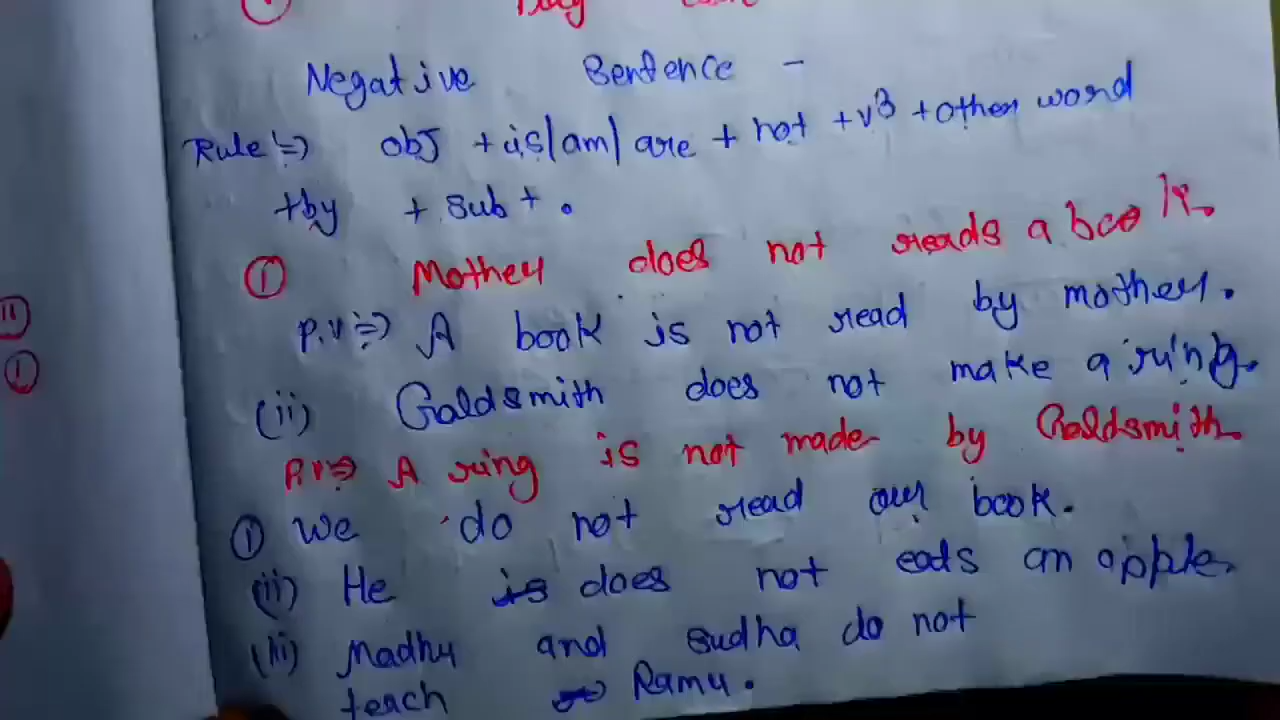 Negative Sentence -
Rule :=> obj + is/am/are + not + v3 + other word
+by + sub + .
(i) Mother does not reads a book.
P.V :=> A book is not read by mother.
(ii) Goldsmith does not make a ring.
P.V => A ring is not made by Goldsmith.
(i) We do not read our book.
(ii) He is does not eats an apple.
(iii) Madhu and Sudha do not
teach Ramu.
(ii)
(i)